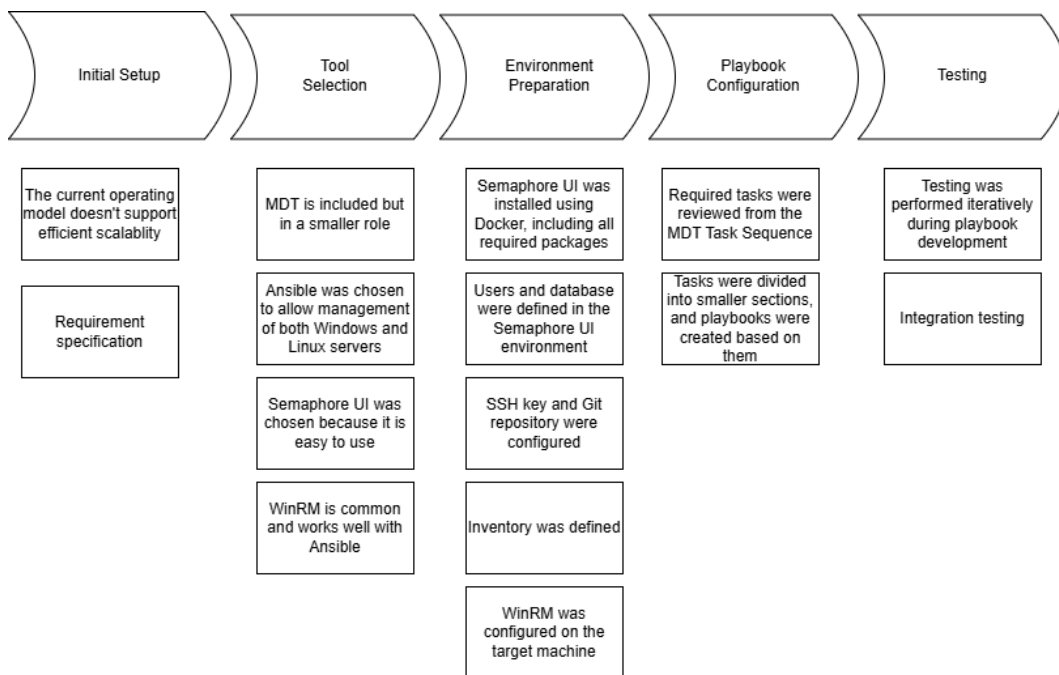 Initial Setup
Tool
Selection
Environment
Preparation
Playbook
Configuration
Testing
The current operating
model doesn't support
efficient scalablity
Requirement
specification
MDT is included but
in a smaller role
Ansible was chosen
to allow management
of both Windows and
Linux servers
Semaphore UI was
chosen because it is
easy to use
WinRM is common
and works well with
Ansible
Semaphore UI was
installed using
Docker, including all
required packages
Users and database
were defined in the
Semaphore UI
environment
SSH key and Git
repository were
configured
Inventory was defined
WinRM was
configured on the
target machine
Required tasks were
reviewed from the
MDT Task Sequence
Tasks were divided
into smaller sections,
and playbooks were
created based on
them
Testing was
performed iteratively
during playbook
development
Integration testing